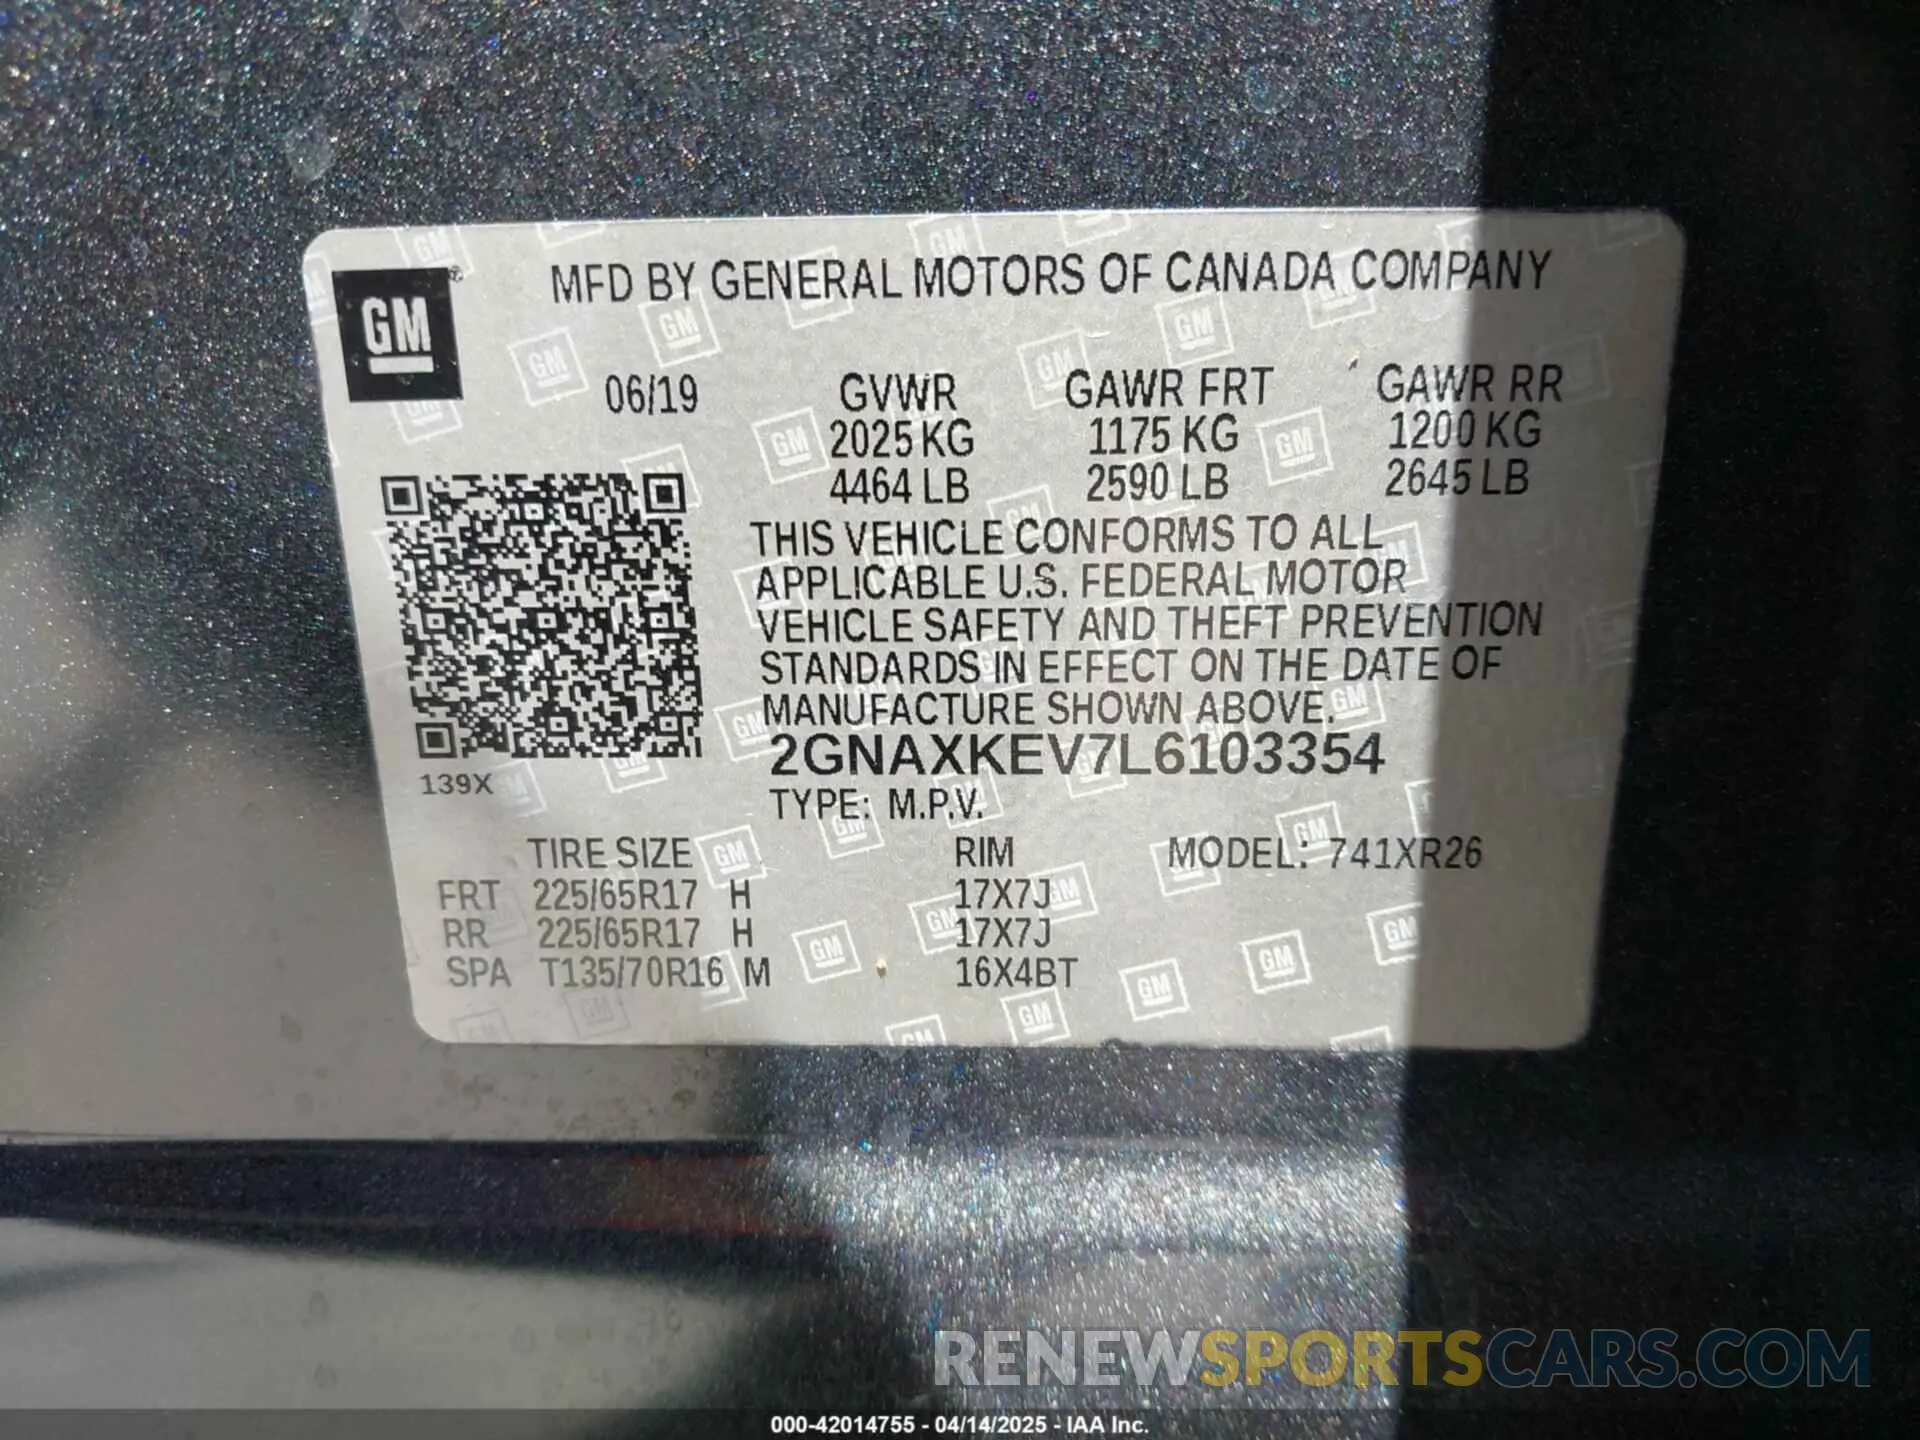 GM®
MFD BY GENERAL MOTORS OF CANADA COMPANY
06/19 GVWR GAWR FRT GAWR RR
2025 KG 1175 KG 1200 KG
4464 LB 2590 LB 2645 LB
THIS VEHICLE CONFORMS TO ALL
APPLICABLE U.S. FEDERAL MOTOR
VEHICLE SAFETY AND THEFT PREVENTION
STANDARDS IN EFFECT ON THE DATE OF
MANUFACTURE SHOWN ABOVE.
2GNAXKEV7L6103354
139X
TYPE: M.P.V.
TIRE SIZE RIM MODEL: 741XR26
FRT 225/65R17 H 17X7J
RR 225/65R17 H 17X7J
SPA T135/70R16 M 16X4BT
RENEWSPORTSCARS.COM
000-42014755 - 04/14/2025 - IAA Inc.